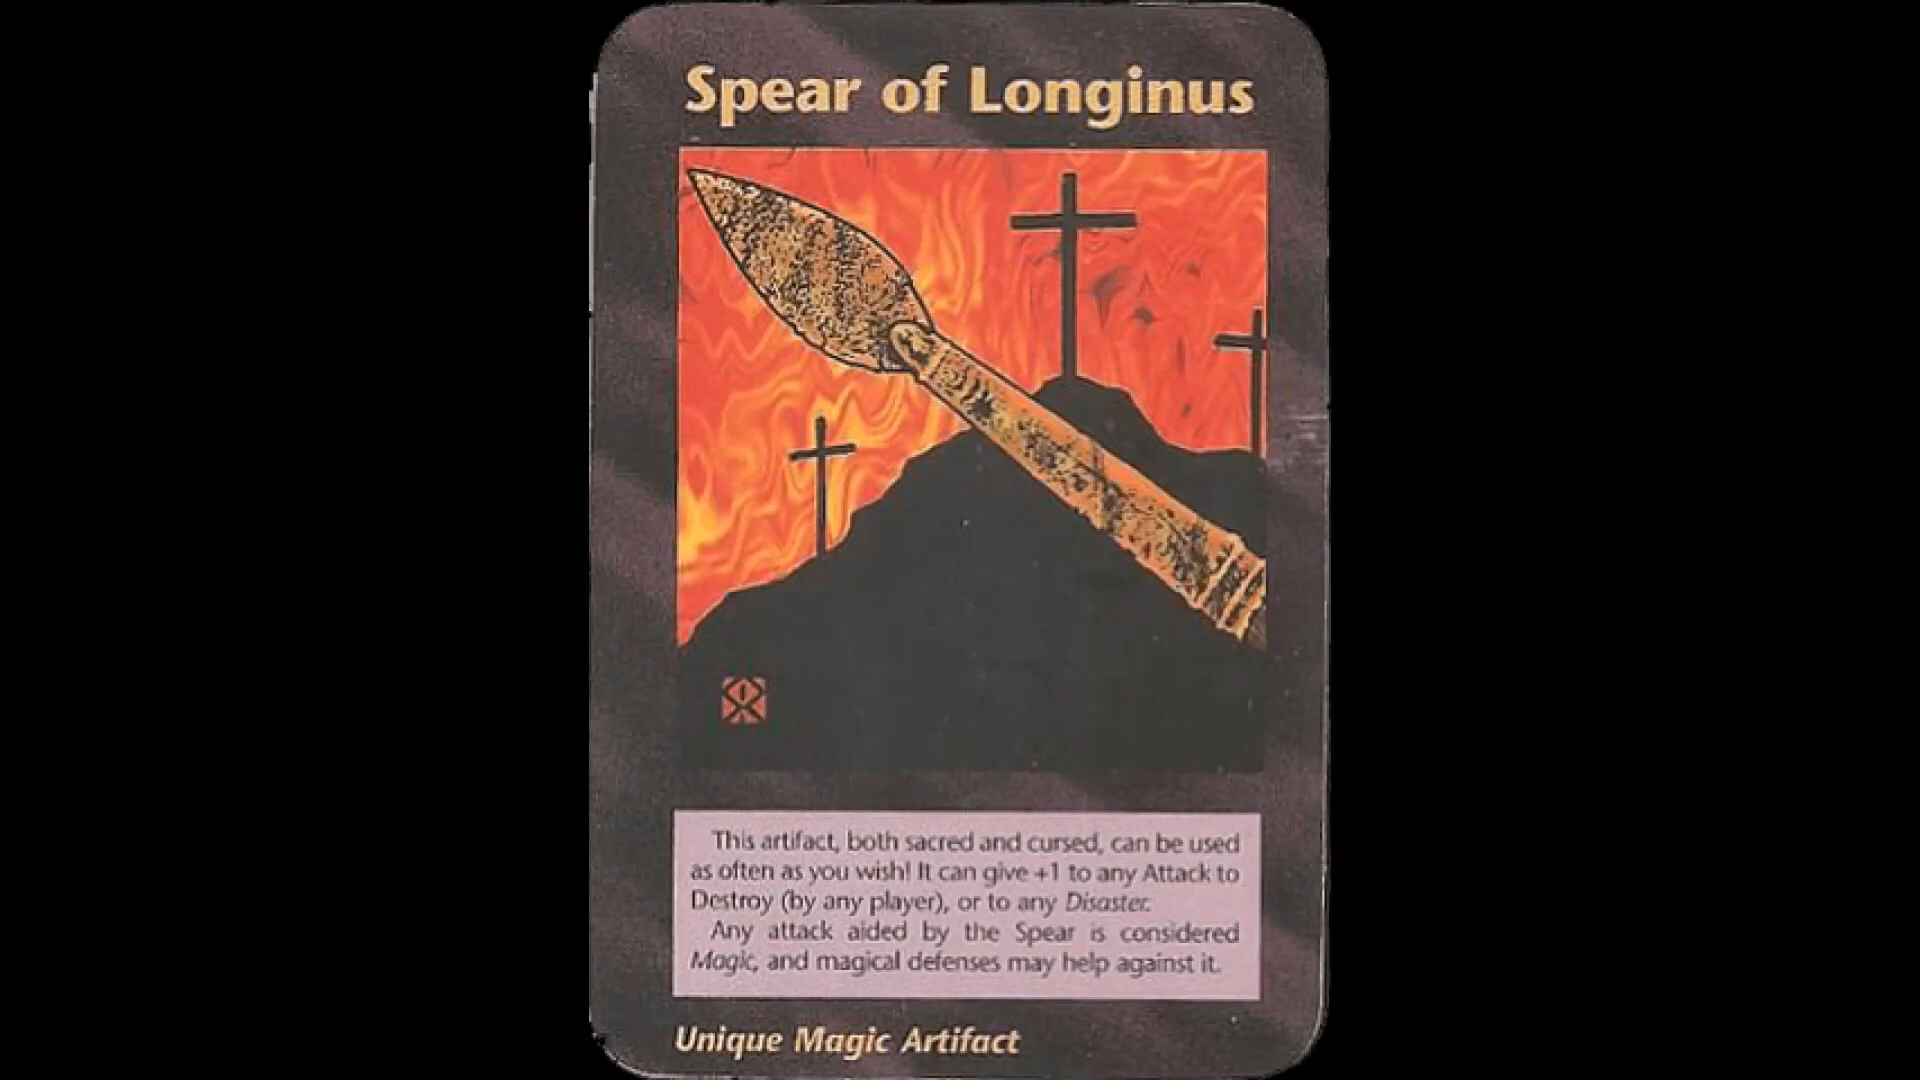 Spear of Longinus
This artifact, both sacred and cursed, can be used
as often as you wish! It can give +1 to any Attack to
Destroy (by any player), or to any Disaster.
Any attack aided by the Spear is considered
Magic, and magical defenses may help against it.
Unique Magic Artifact